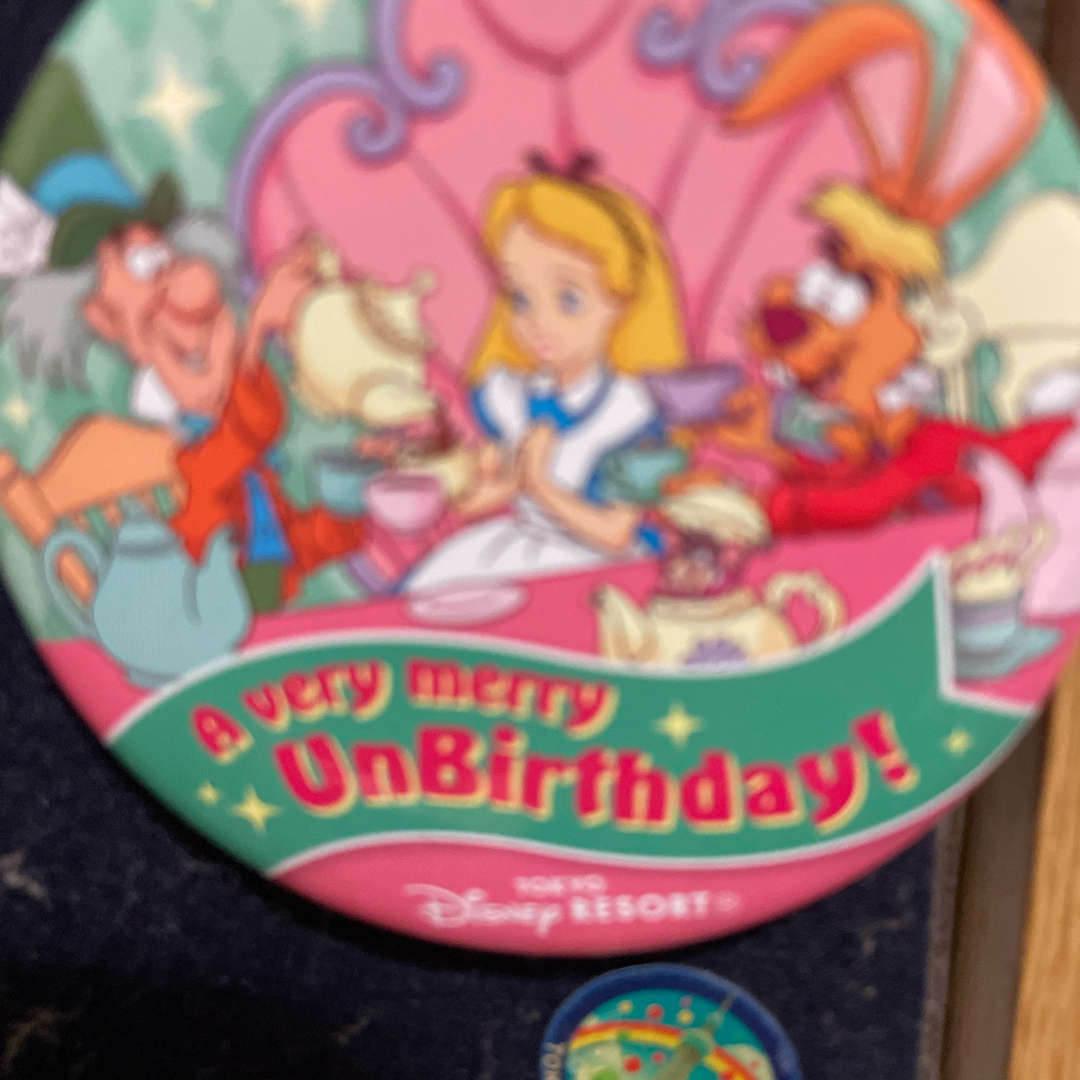 A very merry
UnBirthday!
TOKYO
Disney RESORT